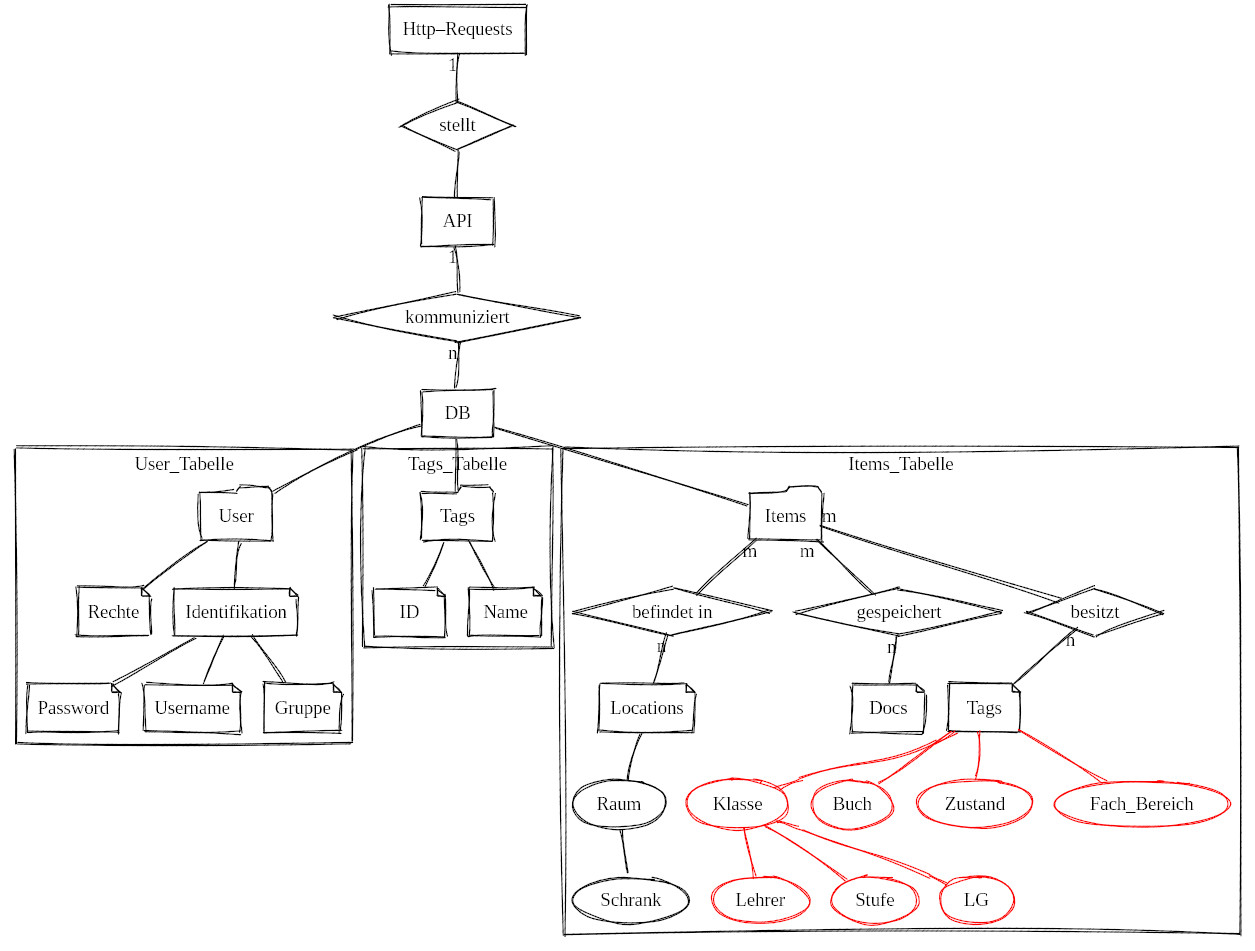 Http–Requests
1
stellt
API
1
kommuniziert
n
DB
User_Tabelle
Tags_Tabelle
Items_Tabelle
User
Tags
Items
m
m
m
Rechte
Identifikation
ID
Name
befindet in
gespeichert
besitzt
n
n
n
Password
Username
Gruppe
Locations
Docs
Tags
Raum
Klasse
Buch
Zustand
Fach_Bereich
Schrank
Lehrer
Stufe
LG